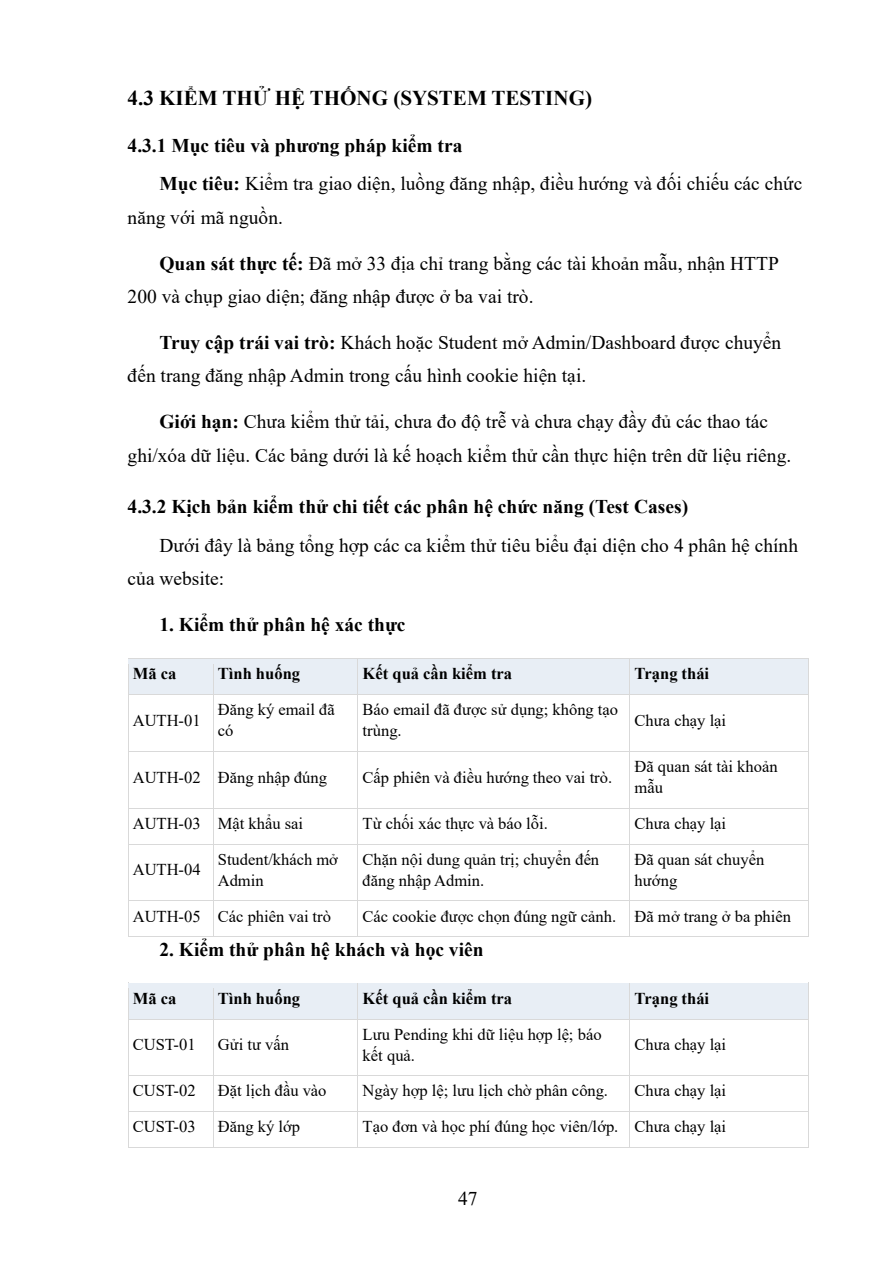 4.3 KIỂM THỬ HỆ THỐNG (SYSTEM TESTING)
4.3.1 Mục tiêu và phương pháp kiểm tra
Mục tiêu: Kiểm tra giao diện, luồng đăng nhập, điều hướng và đối chiếu các chức
năng với mã nguồn.
Quan sát thực tế: Đã mở 33 địa chỉ trang bằng các tài khoản mẫu, nhận HTTP
200 và chụp giao diện; đăng nhập được ở ba vai trò.
Truy cập trái vai trò: Khách hoặc Student mở Admin/Dashboard được chuyển
đến trang đăng nhập Admin trong cấu hình cookie hiện tại.
Giới hạn: Chưa kiểm thử tải, chưa đo độ trễ và chưa chạy đầy đủ các thao tác
ghi/xóa dữ liệu. Các bảng dưới là kế hoạch kiểm thử cần thực hiện trên dữ liệu riêng.
4.3.2 Kịch bản kiểm thử chi tiết các phân hệ chức năng (Test Cases)
Dưới đây là bảng tổng hợp các ca kiểm thử tiêu biểu đại diện cho 4 phân hệ chính
của website:
1. Kiểm thử phân hệ xác thực
Mã ca Tình huống Kết quả cần kiểm tra Trạng thái
AUTH-01 Đăng ký email đã có Báo email đã được sử dụng; không tạo trùng. Chưa chạy lại
AUTH-02 Đăng nhập đúng Cấp phiên và điều hướng theo vai trò. Đã quan sát tài khoản mẫu
AUTH-03 Mật khẩu sai Từ chối xác thực và báo lỗi. Chưa chạy lại
AUTH-04 Student/khách mở Admin Chặn nội dung quản trị; chuyển đến đăng nhập Admin. Đã quan sát chuyển hướng
AUTH-05 Các phiên vai trò Các cookie được chọn đúng ngữ cảnh. Đã mở trang ở ba phiên
2. Kiểm thử phân hệ khách và học viên
Mã ca Tình huống Kết quả cần kiểm tra Trạng thái
CUST-01 Gửi tư vấn Lưu Pending khi dữ liệu hợp lệ; báo kết quả. Chưa chạy lại
CUST-02 Đặt lịch đầu vào Ngày hợp lệ; lưu lịch chờ phân công. Chưa chạy lại
CUST-03 Đăng ký lớp Tạo đơn và học phí đúng học viên/lớp. Chưa chạy lại
47